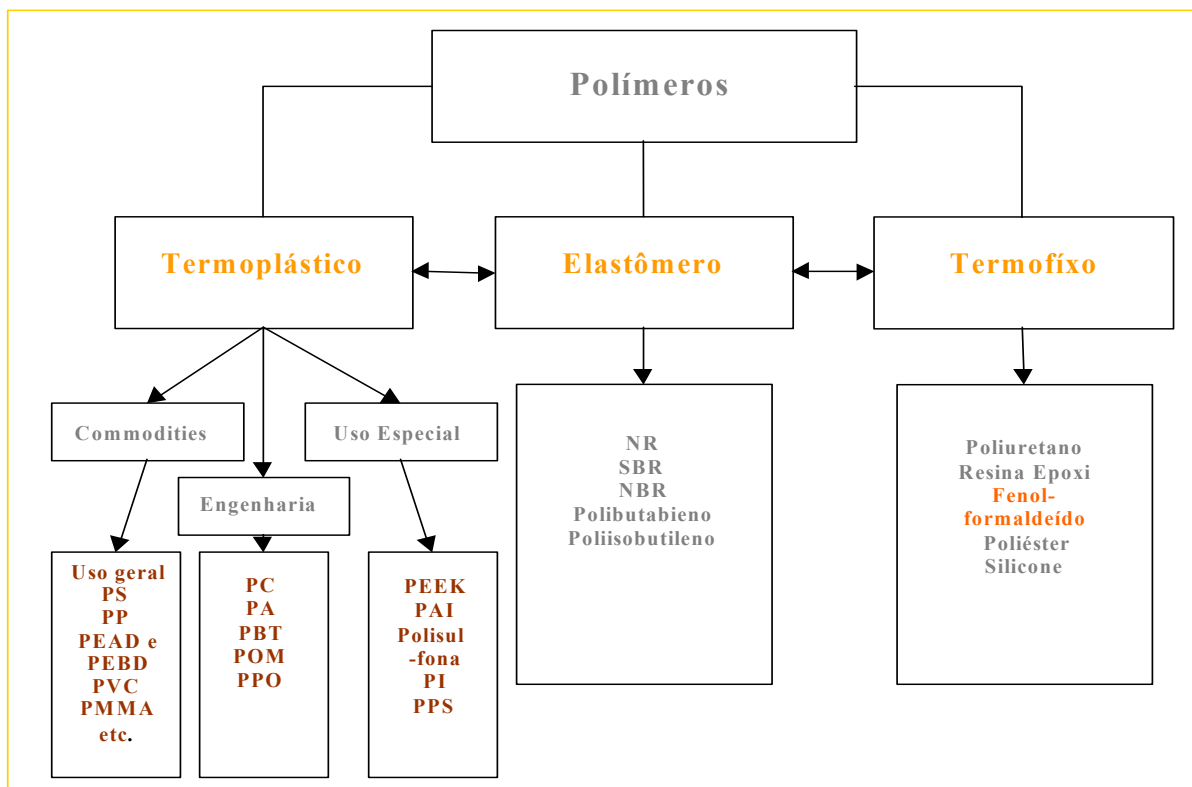 Polímeros
Termoplástico
Elastômero
Termofíxo
Commodities
Uso Especial
Engenharia
Uso geral
PS
PP
PEAD e
PEBD
PVC
PMMA
etc.
PC
PA
PBT
POM
PPO
PEEK
PAI
Polisul
-fona
PI
PPS
NR
SBR
NBR
Polibutabieno
Poliisobutileno
Poliuretano
Resina Epoxi
Fenol-
formaldeído
Poliéster
Silicone